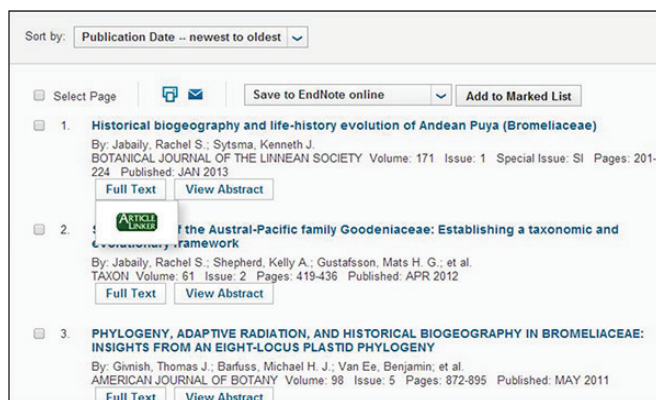 Sort by: Publication Date -- newest to oldest
Select Page Save to EndNote online Add to Marked List
1. Historical biogeography and life-history evolution of Andean Puya (Bromeliaceae)
By: Jabaily, Rachel S.; Sytsma, Kenneth J.
BOTANICAL JOURNAL OF THE LINNEAN SOCIETY Volume: 171 Issue: 1 Special Issue: SI Pages: 201-
224 Published: JAN 2013
Full Text View Abstract
ARTICLE LINKER
2. of the Austral-Pacific family Goodeniaceae: Establishing a taxonomic and
framework
By: Jabaily, Rachel S.; Shepherd, Kelly A.; Gustafsson, Mats H. G.; et al.
TAXON Volume: 61 Issue: 2 Pages: 419-436 Published: APR 2012
Full Text View Abstract
3. PHYLOGENY, ADAPTIVE RADIATION, AND HISTORICAL BIOGEOGRAPHY IN BROMELIACEAE:
INSIGHTS FROM AN EIGHT-LOCUS PLASTID PHYLOGENY
By: Givnish, Thomas J.; Barfuss, Michael H. J.; Van Ee, Benjamin; et al.
AMERICAN JOURNAL OF BOTANY Volume: 98 Issue: 5 Pages: 872-895 Published: MAY 2011
Full Text View Abstract